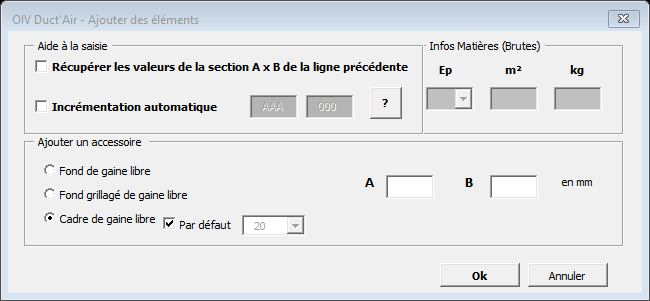 OIV Duct'Air - Ajouter des éléments
Aide à la saisie
Récupérer les valeurs de la section A x B de la ligne précédente
Incrémentation automatique AAA 000 ?
Infos Matières (Brutes)
Ep m² kg
Ajouter un accessoire
Fond de gaine libre
Fond grillagé de gaine libre
Cadre de gaine libre Par défaut 20
A B en mm
Ok Annuler